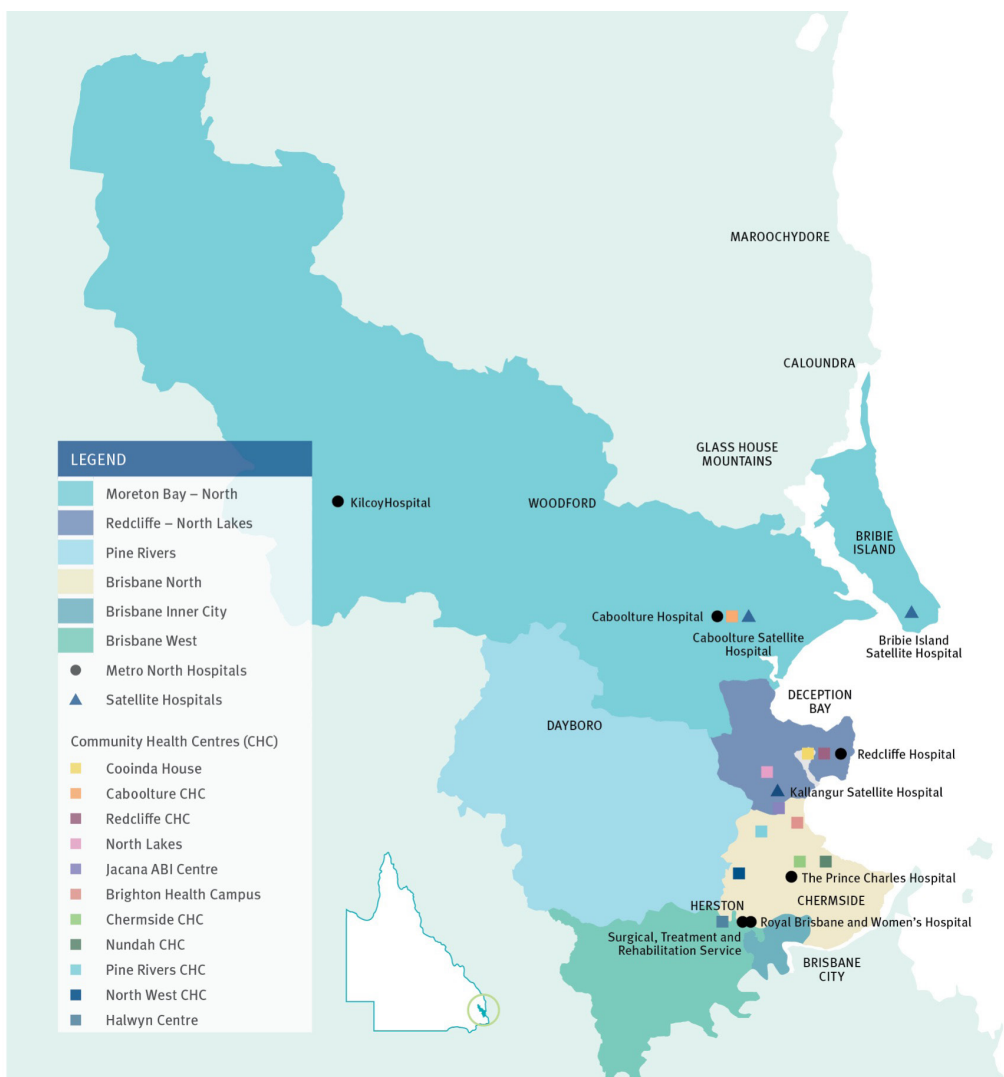 MAROOCHYDORE
CALOUNDRA
GLASS HOUSE
MOUNTAINS
WOODFORD
KilcoyHospital
BRIBIE
ISLAND
Caboolture Hospital
Caboolture Satellite
Hospital
Bribie Island
Satellite Hospital
DECEPTION
BAY
DAYBORO
Redcliffe Hospital
Kallangur Satellite Hospital
The Prince Charles Hospital
CHERMSIDE
HERSTON
Royal Brisbane and Women's Hospital
Surgical, Treatment and
Rehabilitation Service
BRISBANE
CITY
LEGEND
Moreton Bay – North
Redcliffe – North Lakes
Pine Rivers
Brisbane North
Brisbane Inner City
Brisbane West
Metro North Hospitals
Satellite Hospitals
Community Health Centres (CHC)
Cooinda House
Caboolture CHC
Redcliffe CHC
North Lakes
Jacana ABI Centre
Brighton Health Campus
Chermside CHC
Nundah CHC
Pine Rivers CHC
North West CHC
Halwyn Centre